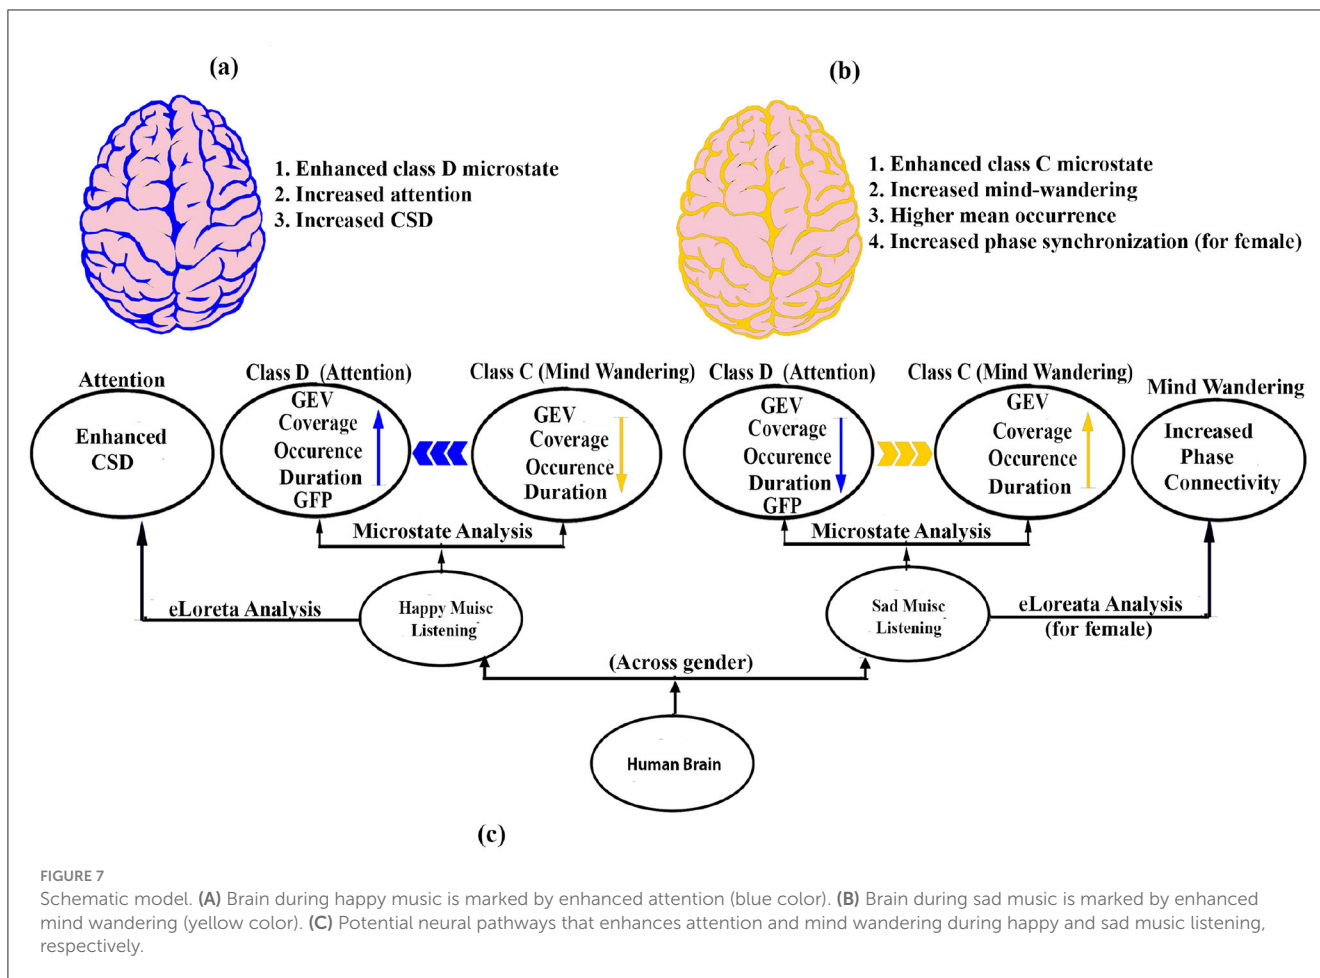 (a)
1. Enhanced class D microstate
2. Increased attention
3. Increased CSD
(b)
1. Enhanced class C microstate
2. Increased mind-wandering
3. Higher mean occurrence
4. Increased phase synchronization (for female)
Attention
Enhanced
CSD
Class D (Attention)
GEV
Coverage
Occurence
Duration
GFP
Class C (Mind Wandering)
GEV
Coverage
Occurence
Duration
Class D (Attention)
GEV
Coverage
Occurence
Duration
GFP
Class C (Mind Wandering)
GEV
Coverage
Occurence
Duration
Mind Wandering
Increased
Phase
Connectivity
Microstate Analysis
Microstate Analysis
eLoreta Analysis
Happy Muisc
Listening
Sad Muisc
Listening
eLoreata Analysis
(for female)
(Across gender)
Human Brain
(c)
FIGURE 7
Schematic model. (A) Brain during happy music is marked by enhanced attention (blue color). (B) Brain during sad music is marked by enhanced
mind wandering (yellow color). (C) Potential neural pathways that enhances attention and mind wandering during happy and sad music listening,
respectively.